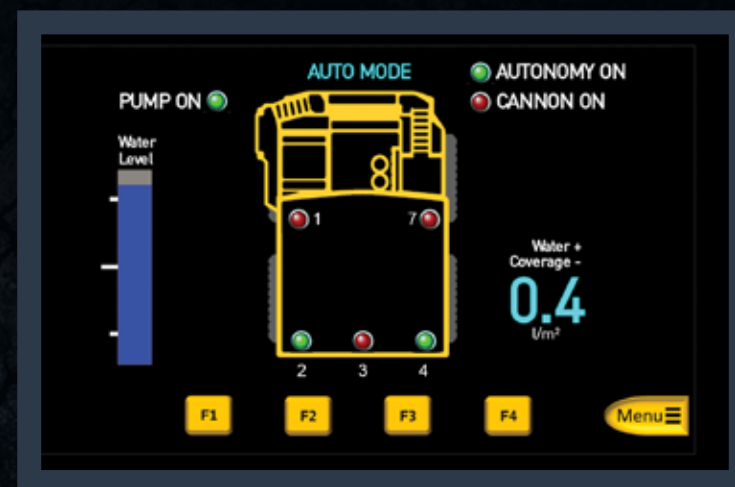 AUTO MODE
AUTONOMY ON
PUMP ON
CANNON ON
Water
Level
1
7
Water +
Coverage -
0.4
l/m²
2
3
4
F1
F2
F3
F4
Menu